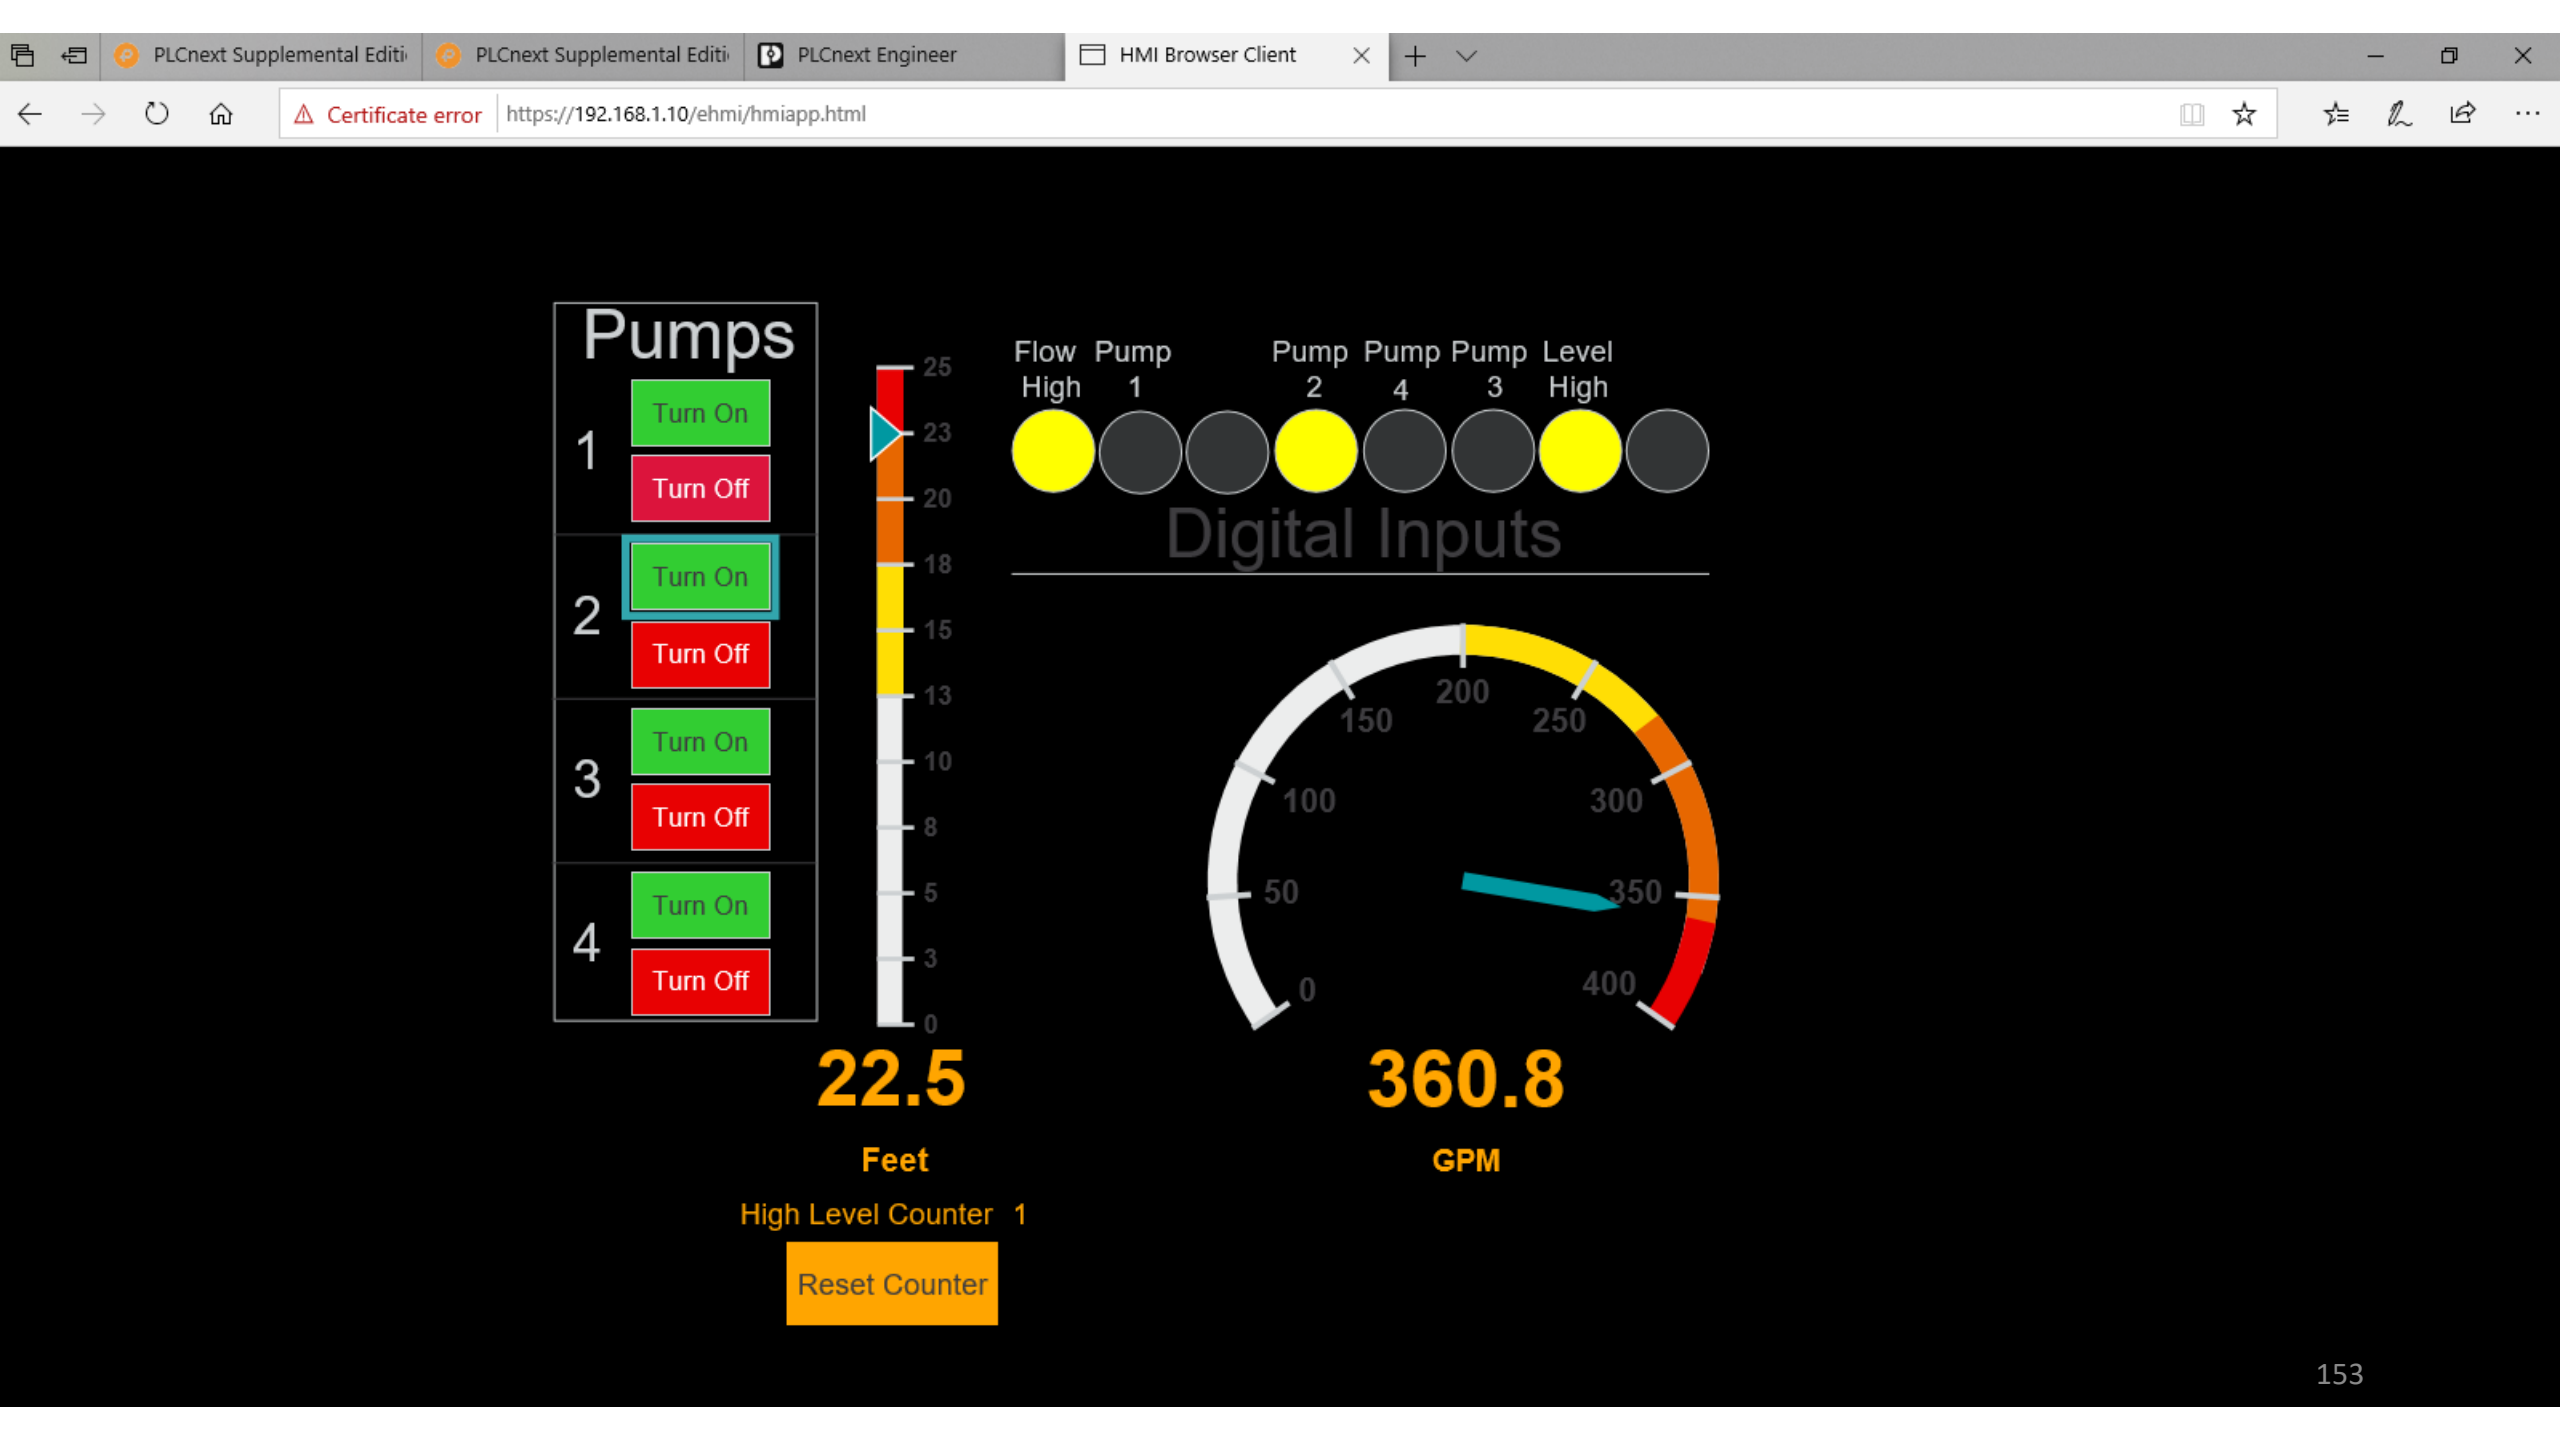 PLCnext Supplemental Editi
PLCnext Supplemental Editi
PLCnext Engineer
HMI Browser Client
Certificate error
https://192.168.1.10/ehmi/hmiapp.html
Pumps
1
Turn On
Turn Off
2
Turn On
Turn Off
3
Turn On
Turn Off
4
Turn On
Turn Off
25
23
20
18
15
13
10
8
5
3
0
22.5
Feet
High Level Counter 1
Reset Counter
Flow High
Pump 1
Pump 2
Pump 4
Pump 3
Level High
Digital Inputs
0
50
100
150
200
250
300
350
400
360.8
GPM
153